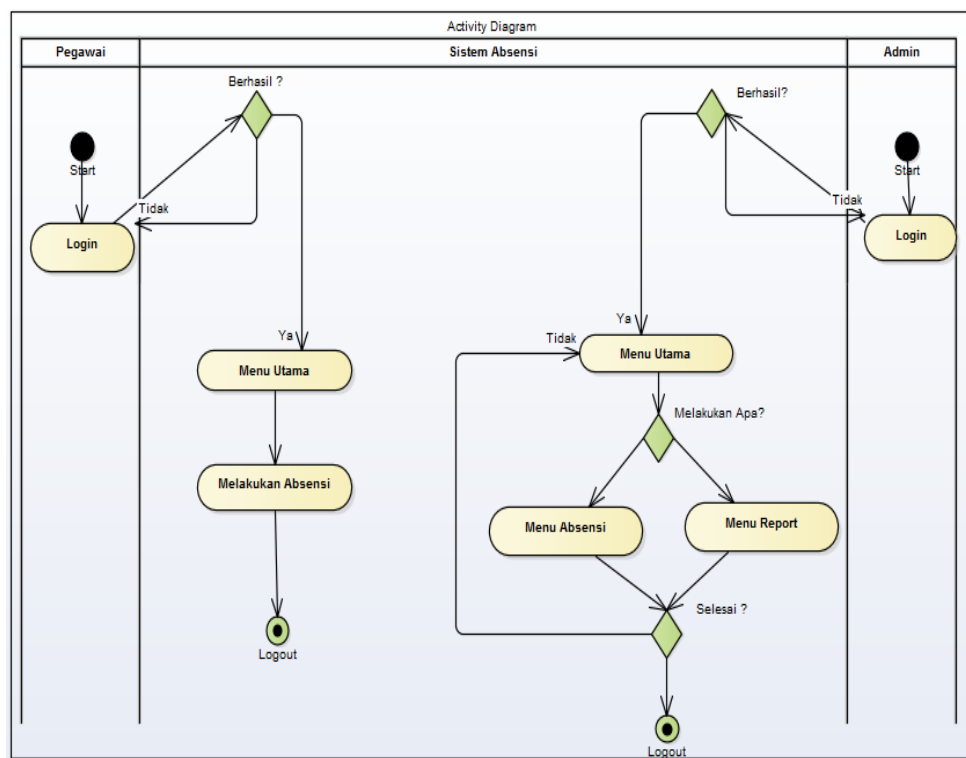 Activity Diagram
Pegawai
Sistem Absensi
Admin
Berhasil ?
Berhasil?
Start
Start
Tidak
Tidak
Login
Login
Ya
Ya
Tidak
Menu Utama
Menu Utama
Melakukan Apa?
Melakukan Absensi
Menu Absensi
Menu Report
Selesai ?
Logout
Logout